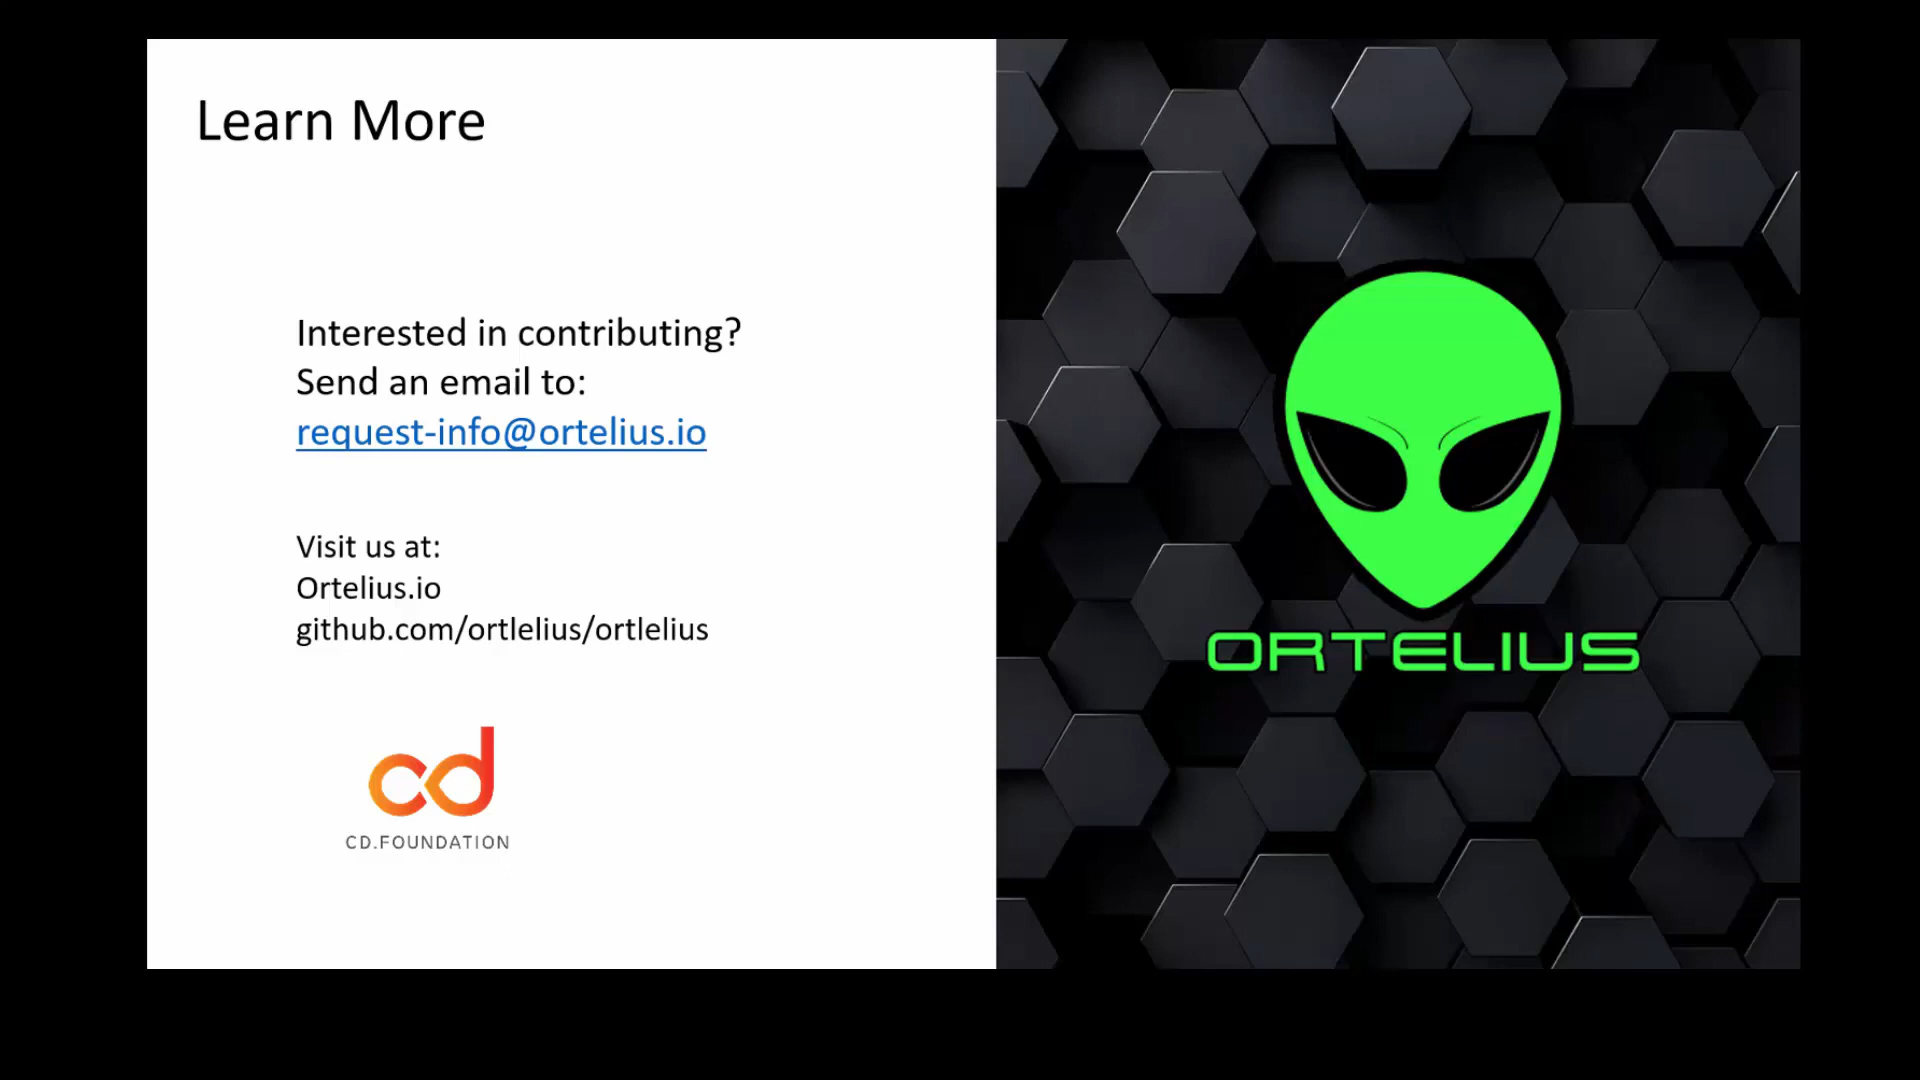 Learn More
Interested in contributing?
Send an email to:
request-info@ortelius.io
Visit us at:
Ortelius.io
github.com/ortlelius/ortlelius
cd
CD.FOUNDATION
ORTELIUS